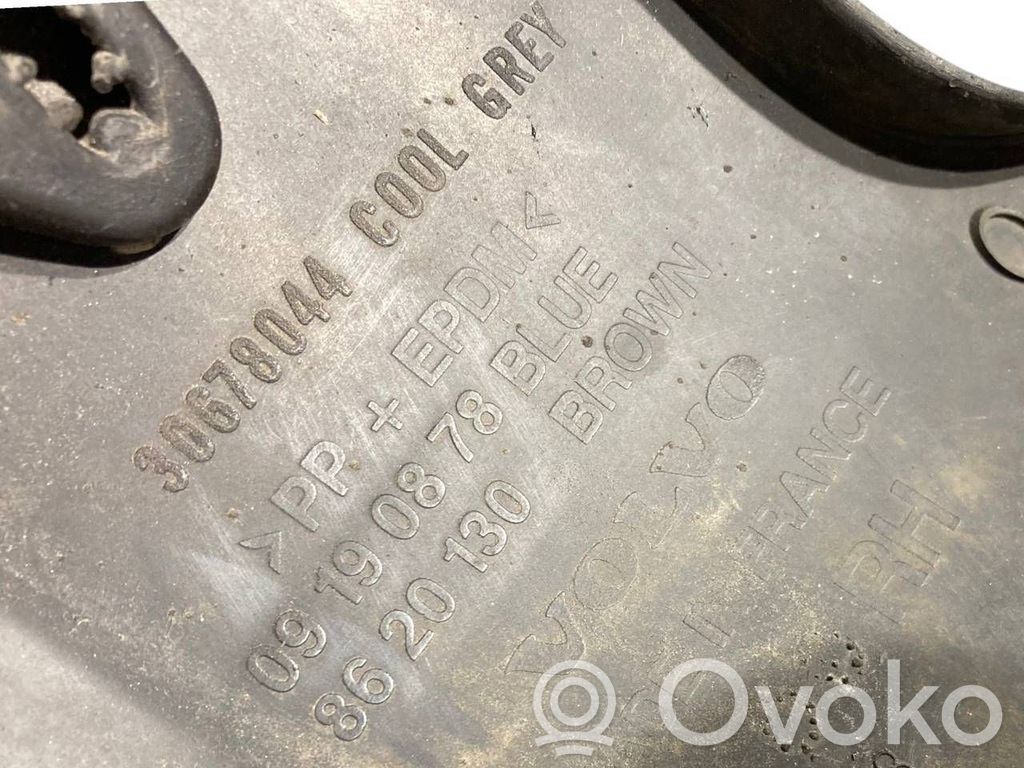 30678044 COOL GREY
>PP + EPDM<
09 19 08 78 BLUE
86 20 130 BROWN
VOLVO
FRANCE
RH
Ovoko